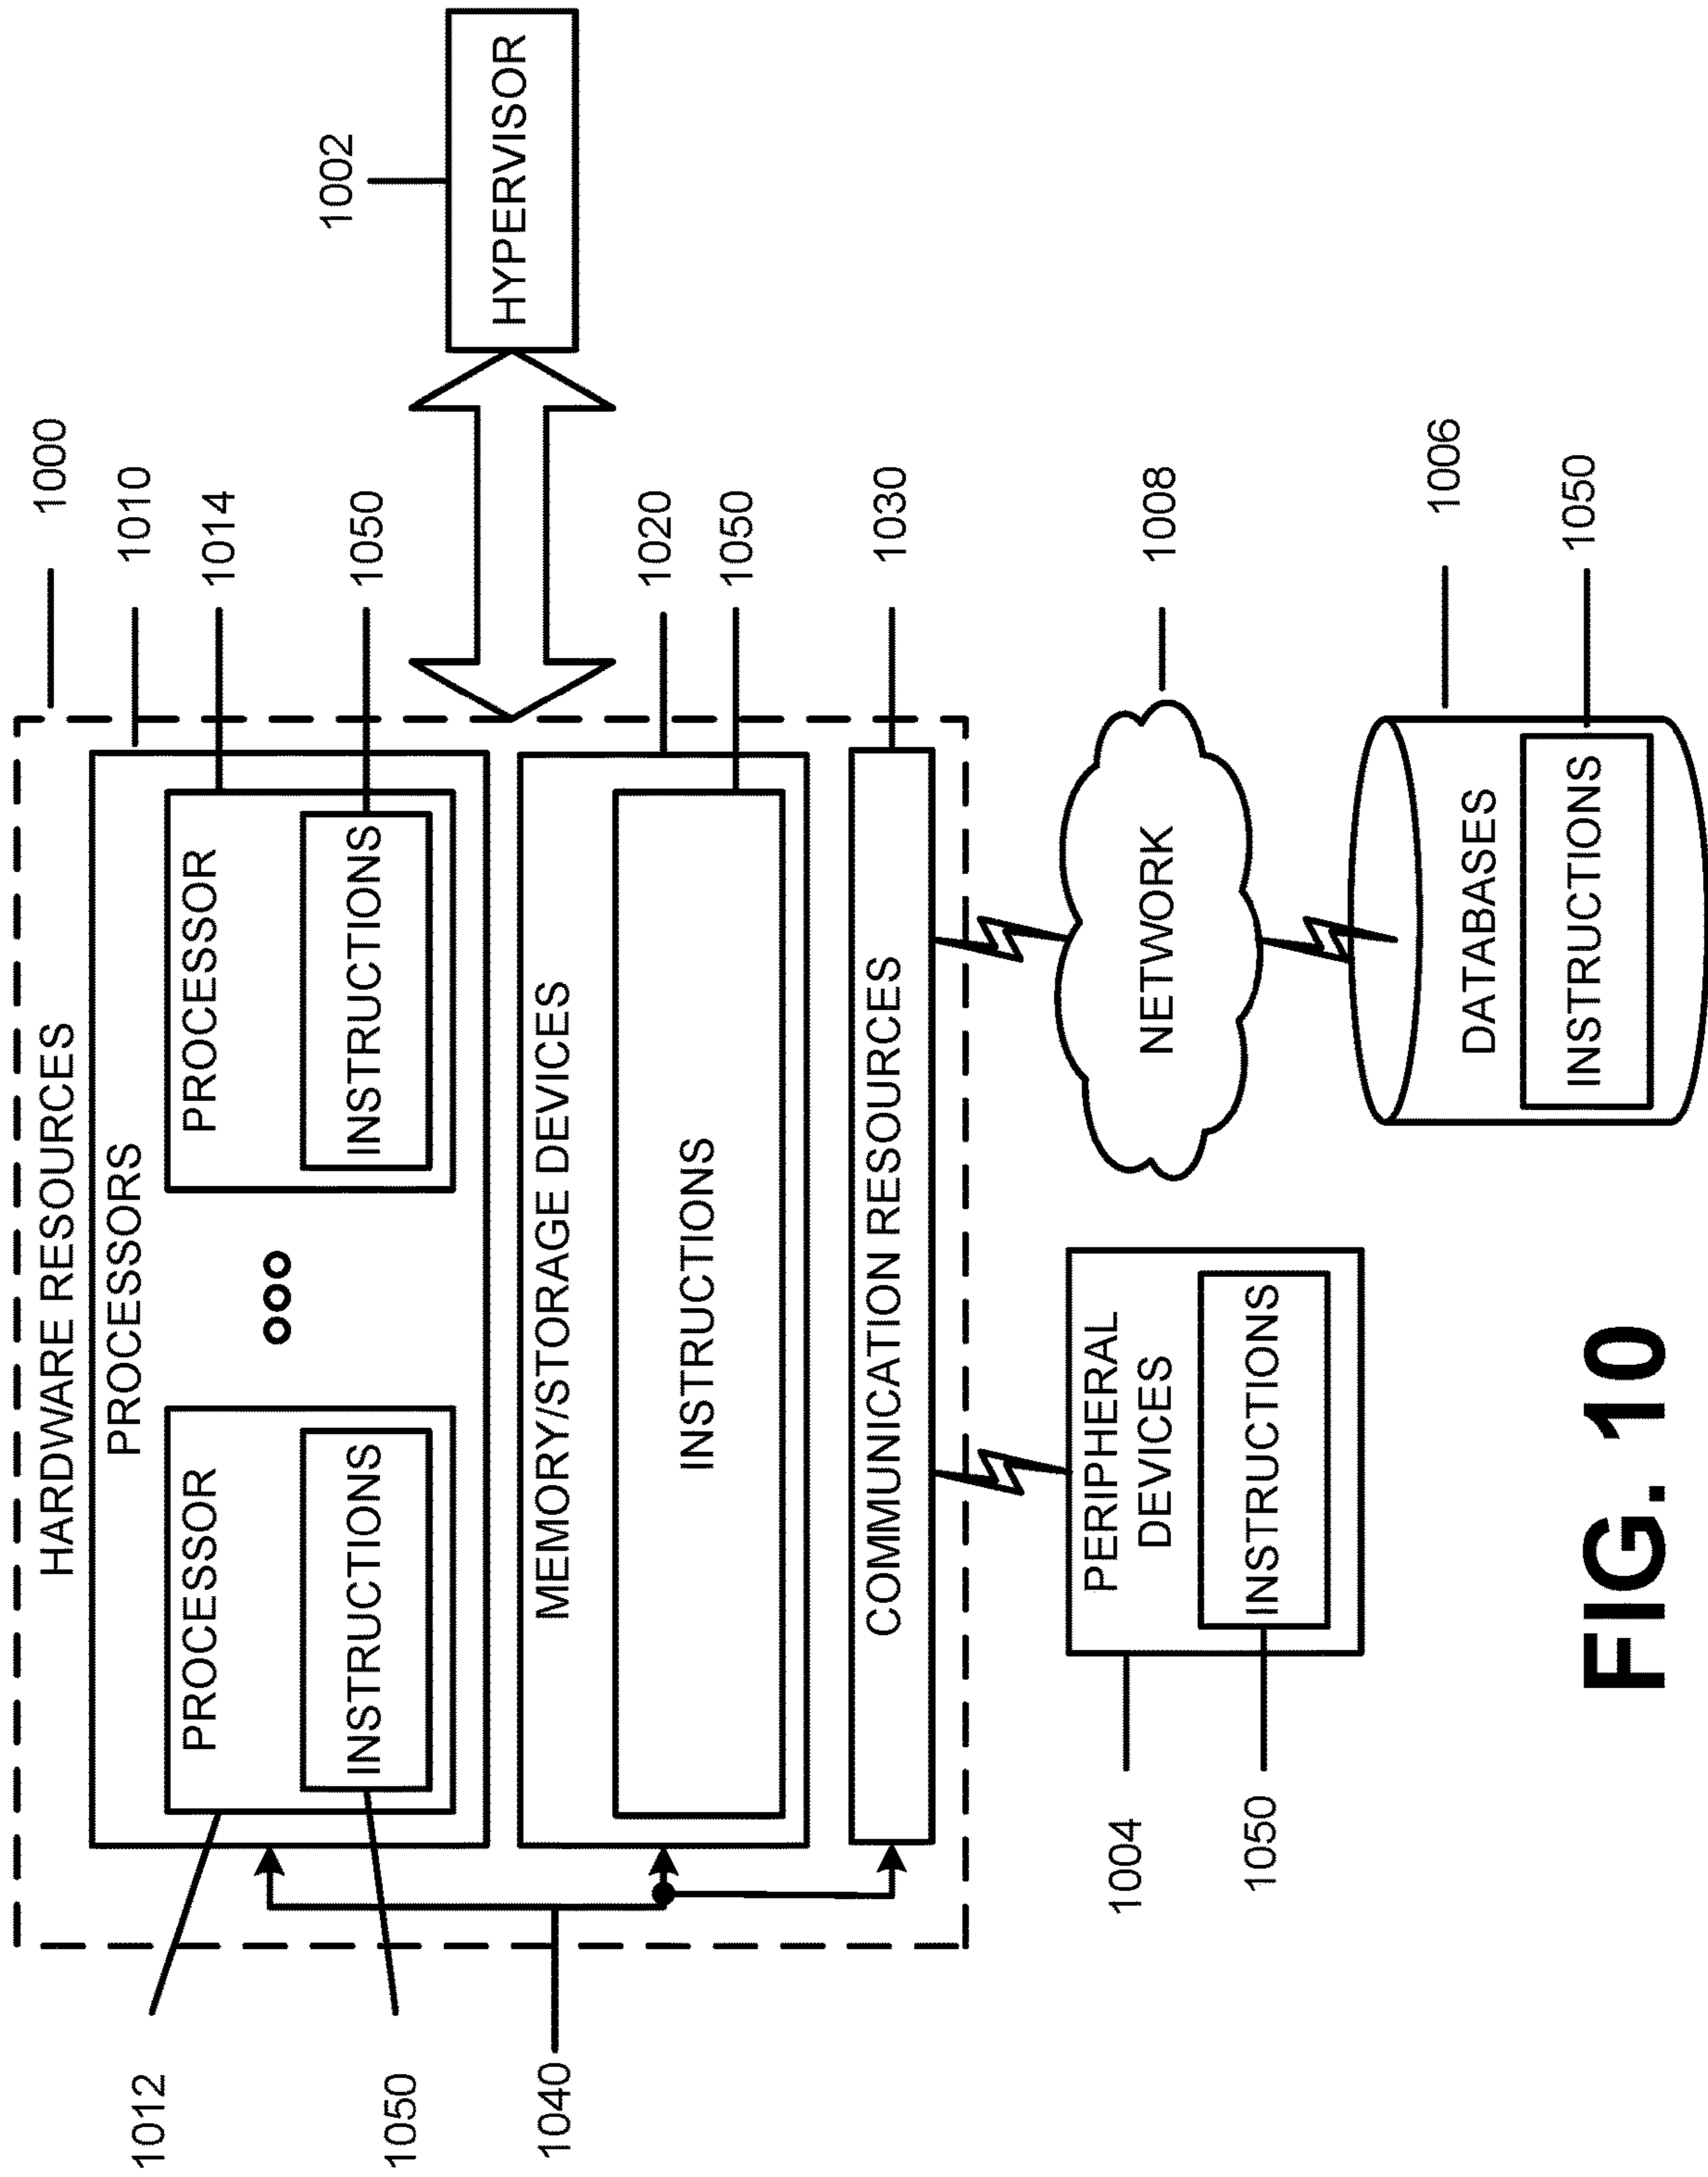 HARDWARE RESOURCES
1000
PROCESSORS
1010
1012
PROCESSOR
PROCESSOR
1014
1050
INSTRUCTIONS
INSTRUCTIONS
1050
1002
HYPERVISOR
1040
MEMORY/STORAGE DEVICES
1020
INSTRUCTIONS
1050
COMMUNICATION RESOURCES
1030
1004
PERIPHERAL
DEVICES
1050
INSTRUCTIONS
NETWORK
1008
DATABASES
1006
INSTRUCTIONS
1050
FIG. 10